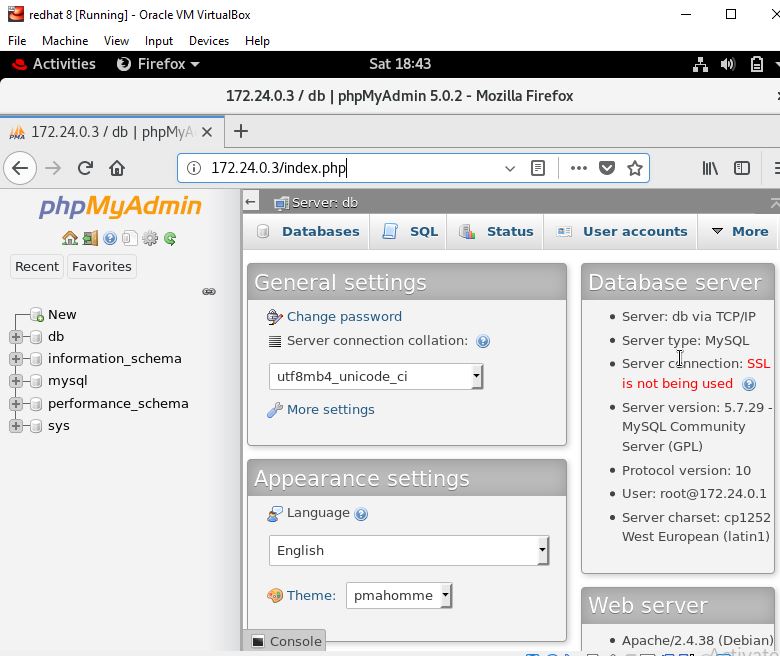 redhat 8 [Running] - Oracle VM VirtualBox
File Machine View Input Devices Help
Activities Firefox Sat 18:43
172.24.0.3 / db | phpMyAdmin 5.0.2 - Mozilla Firefox
172.24.0.3 / db | phpMyA
172.24.0.3/index.php
phpMyAdmin
Recent Favorites
New
db
information_schema
mysql
performance_schema
sys
Server: db
Databases SQL Status User accounts More
General settings
Change password
Server connection collation:
utf8mb4_unicode_ci
More settings
Appearance settings
Language
English
Theme: pmahomme
Console
Database server
Server: db via TCP/IP
Server type: MySQL
Server connection: SSL
is not being used
Server version: 5.7.29 -
MySQL Community
Server (GPL)
Protocol version: 10
User: root@172.24.0.1
Server charset: cp1252
West European (latin1)
Web server
Apache/2.4.38 (Debian)